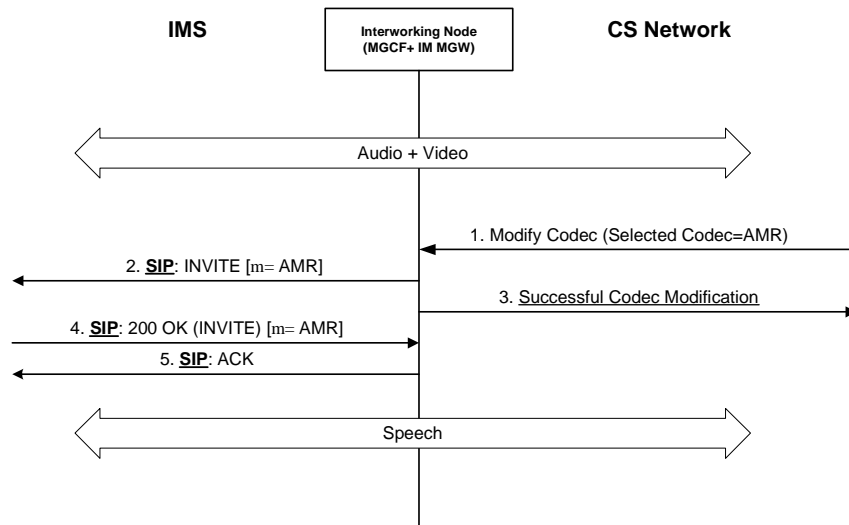 IMS
Interworking Node
(MGCF+ IM MGW)
CS Network
Audio + Video
1. Modify Codec (Selected Codec=AMR)
2. SIP: INVITE [m= AMR]
3. Successful Codec Modification
4. SIP: 200 OK (INVITE) [m= AMR]
5. SIP: ACK
Speech